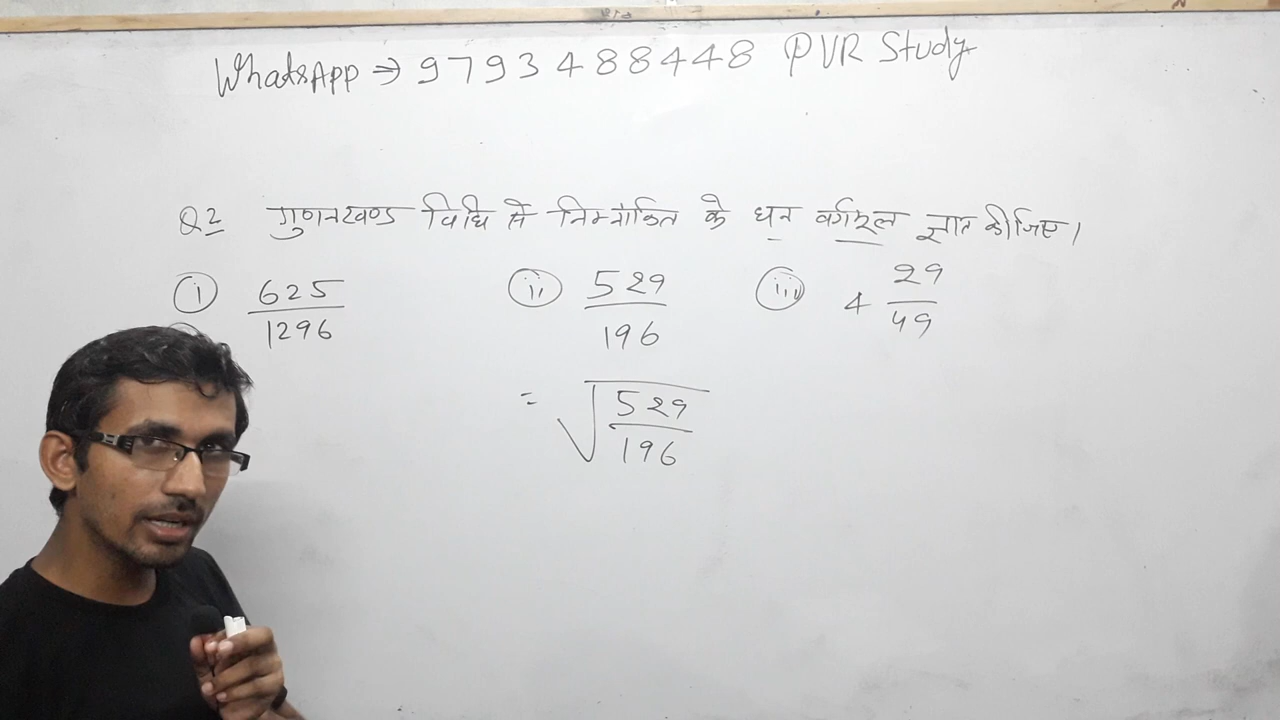 WhatsApp → 9793488448 PVR Study
Q2 गुणनखण्ड विधि से निम्नांकित के धन वर्गमूल ज्ञात कीजिए।
(i) 625/1296 (ii) 529/196 (iii) 4 29/49
= √529/196